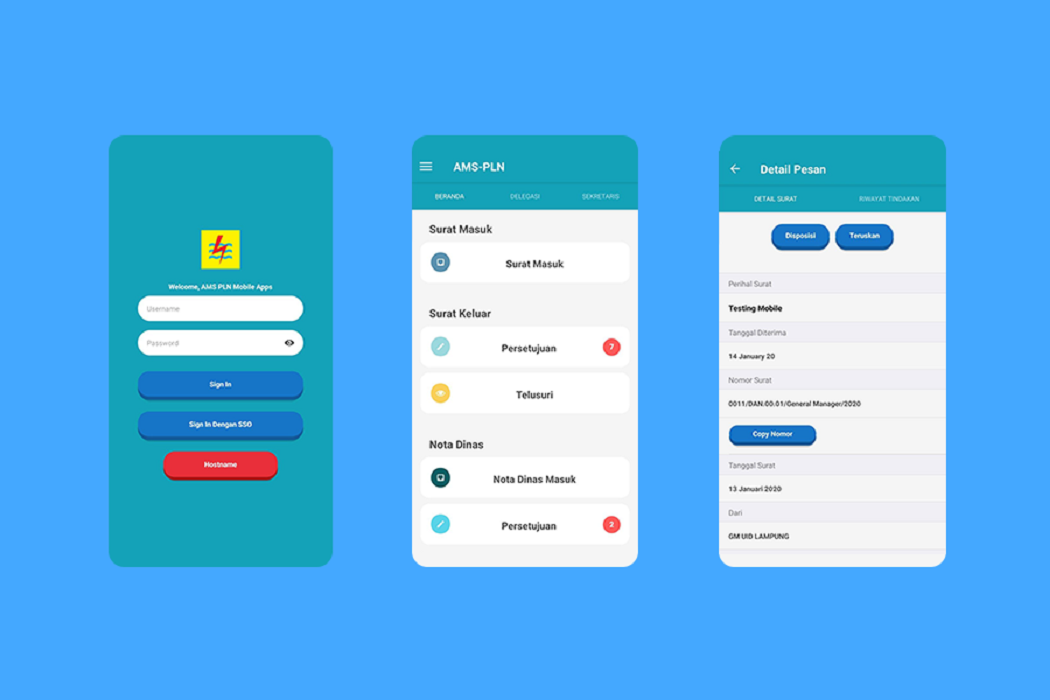 Welcome, AMS PLN Mobile Apps
Username
Password
Sign In
Sign In Dengan SSO
Hostname
AMS-PLN
BERANDA DELEGASI SEKRETARIS
Surat Masuk
Surat Masuk
Surat Keluar
Persetujuan 7
Telusuri
Nota Dinas
Nota Dinas Masuk
Persetujuan 2
Detail Pesan
DETAIL SURAT RIWAYAT TINDAKAN
Disposisi Teruskan
Perihal Surat
Testing Mobile
Tanggal Diterima
14 January 20
Nomor Surat
0011/DAN.00.01/General Manager/2020
Copy Nomor
Tanggal Surat
13 Januari 2020
Dari
GM UID LAMPUNG